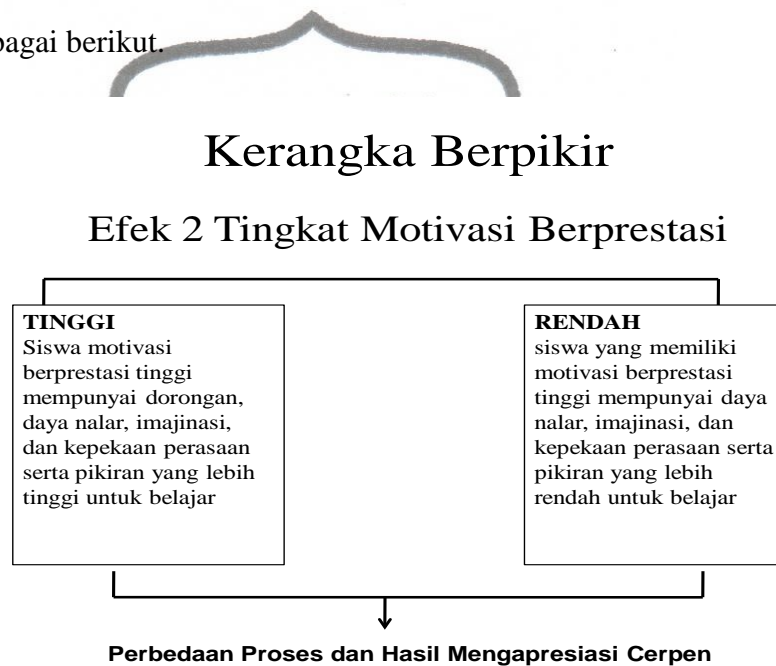 bagai berikut.
Kerangka Berpikir
Efek 2 Tingkat Motivasi Berprestasi
TINGGI
Siswa motivasi
berprestasi tinggi
mempunyai dorongan,
daya nalar, imajinasi,
dan kepekaan perasaan
serta pikiran yang lebih
tinggi untuk belajar
RENDAH
siswa yang memiliki
motivasi berprestasi
tinggi mempunyai daya
nalar, imajinasi, dan
kepekaan perasaan serta
pikiran yang lebih
rendah untuk belajar
Perbedaan Proses dan Hasil Mengapresiasi Cerpen